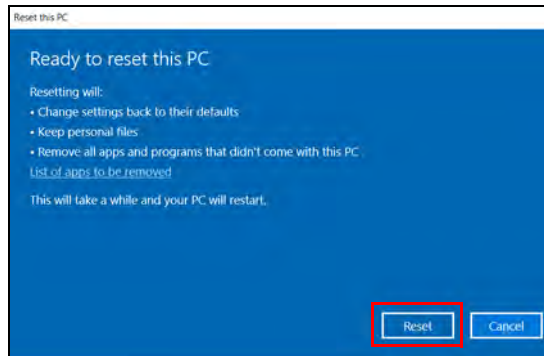 Reset this PC
Ready to reset this PC
Resetting will:
• Change settings back to their defaults
• Keep personal files
• Remove all apps and programs that didn't come with this PC
List of apps to be removed
This will take a while and your PC will restart.
Reset Cancel